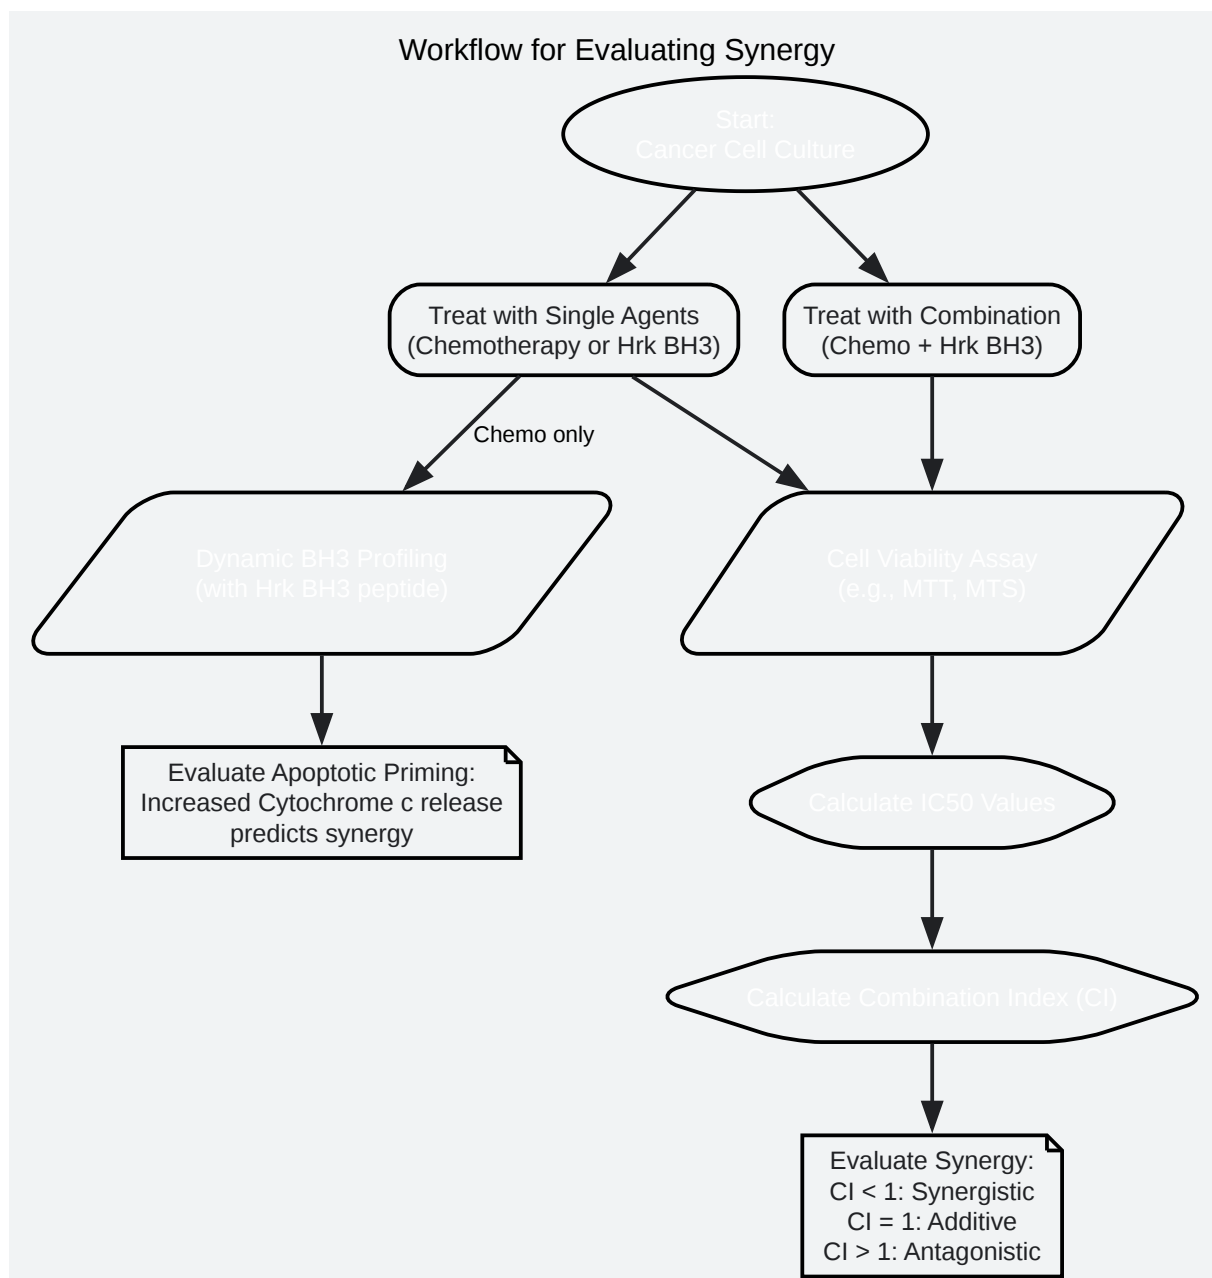 Workflow for Evaluating Synergy
Start:
Cancer Cell Culture
Treat with Single Agents
(Chemotherapy or Hrk BH3)
Treat with Combination
(Chemo + Hrk BH3)
Chemo only
Dynamic BH3 Profiling
(with Hrk BH3 peptide)
Cell Viability Assay
(e.g., MTT, MTS)
Evaluate Apoptotic Priming:
Increased Cytochrome c release
predicts synergy
Calculate IC50 Values
Calculate Combination Index (CI)
Evaluate Synergy:
CI < 1: Synergistic
CI = 1: Additive
CI > 1: Antagonistic